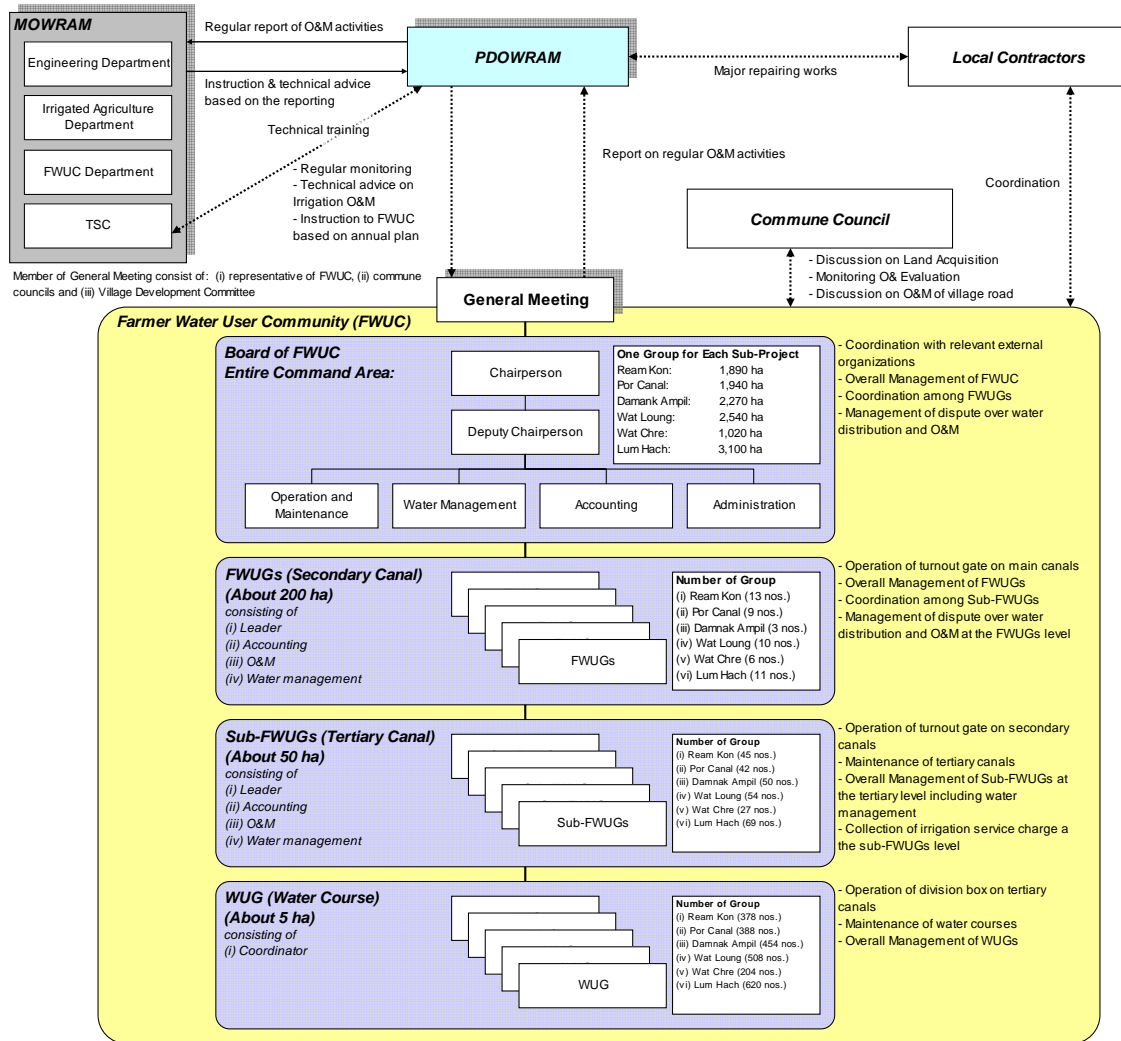 MOWRAM
Engineering Department
Irrigated Agriculture
Department
FWUC Department
TSC
Regular report of O&M activities
Instruction & technical advice
based on the reporting
Technical training
PDOWRAM
Major repairing works
Local Contractors
- Regular monitoring
- Technical advice on
Irrigation O&M
- Instruction to FWUC
based on annual plan
Report on regular O&M activities
Coordination
Commune Council
- Discussion on Land Acquisition
- Monitoring O& Evaluation
- Discussion on O&M of village road
Member of General Meeting consist of: (i) representative of FWUC, (ii) commune
councils and (iii) Village Development Committee
General Meeting
Farmer Water User Community (FWUC)
Board of FWUC
Entire Command Area:
Chairperson
Deputy Chairperson
One Group for Each Sub-Project
Ream Kon: 1,890 ha
Por Canal: 1,940 ha
Damank Ampil: 2,270 ha
Wat Loung: 2,540 ha
Wat Chre: 1,020 ha
Lum Hach: 3,100 ha
Operation and
Maintenance
Water Management
Accounting
Administration
- Coordination with relevant external
organizations
- Overall Management of FWUC
- Coordination among FWUGs
- Management of dispute over water
distribution and O&M
FWUGs (Secondary Canal)
(About 200 ha)
consisting of
(i) Leader
(ii) Accounting
(iii) O&M
(iv) Water management
FWUGs
Number of Group
(i) Ream Kon (13 nos.)
(ii) Por Canal (9 nos.)
(iii) Damnak Ampil (3 nos.)
(iv) Wat Loung (10 nos.)
(v) Wat Chre (6 nos.)
(vi) Lum Hach (11 nos.)
- Operation of turnout gate on main canals
- Overall Management of FWUGs
- Coordination among Sub-FWUGs
- Management of dispute over water
distribution and O&M at the FWUGs level
Sub-FWUGs (Tertiary Canal)
(About 50 ha)
consisting of
(i) Leader
(ii) Accounting
(iii) O&M
(iv) Water management
Sub-FWUGs
Number of Group
(i) Ream Kon (45 nos.)
(ii) Por Canal (42 nos.)
(iii) Damnak Ampil (50 nos.)
(iv) Wat Loung (54 nos.)
(v) Wat Chre (27 nos.)
(vi) Lum Hach (69 nos.)
- Operation of turnout gate on secondary
canals
- Maintenance of tertiary canals
- Overall Management of Sub-FWUGs at
the tertiary level including water
management
- Collection of irrigation service charge a
the sub-FWUGs level
WUG (Water Course)
(About 5 ha)
consisting of
(i) Coordinator
WUG
Number of Group
(i) Ream Kon (378 nos.)
(ii) Por Canal (388 nos.)
(iii) Damnak Ampil (454 nos.)
(iv) Wat Loung (508 nos.)
(v) Wat Chre (204 nos.)
(vi) Lum Hach (620 nos.)
- Operation of division box on tertiary
canals
- Maintenance of water courses
- Overall Management of WUGs